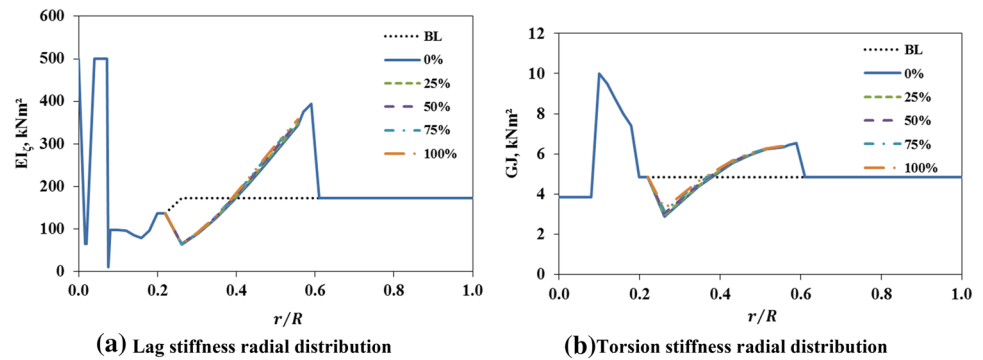 600
500
400
300
200
100
0
EIζ, kNm²
0.0 0.2 0.4 0.6 0.8 1.0
r/R
BL
0%
25%
50%
75%
100%
(a) Lag stiffness radial distribution
12
10
8
6
4
2
0
GJ, kNm²
0.0 0.2 0.4 0.6 0.8 1.0
r/R
BL
0%
25%
50%
75%
100%
(b)Torsion stiffness radial distribution